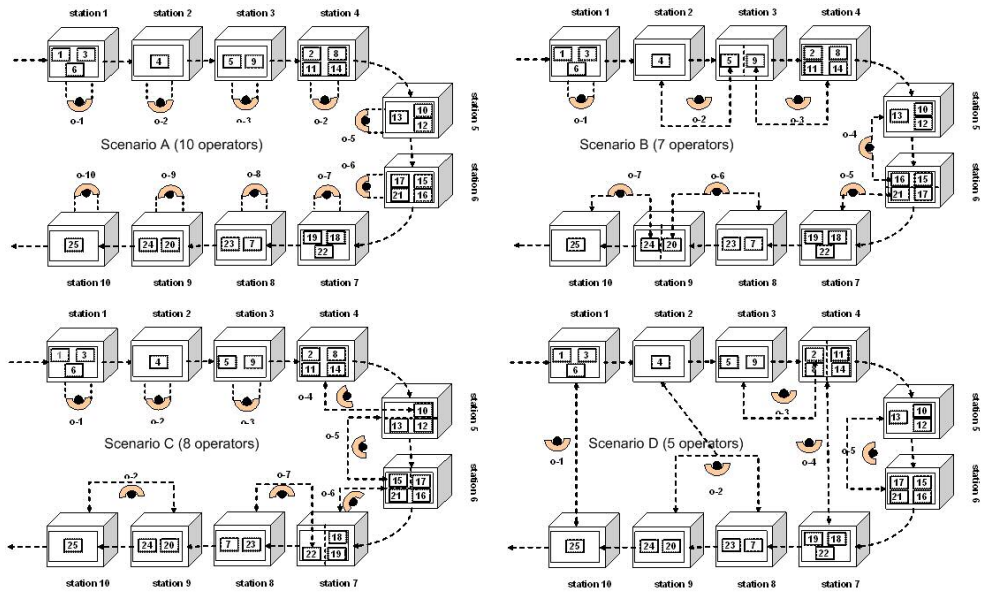 station 1 station 2 station 3 station 4
1 3 6
4
5 9
2 8 11 14
o-1 o-2 o-3 o-2
station 5
13 10 12
o-5
Scenario A (10 operators)
o-6
station 6
17 15 21 16
o-10 o-9 o-8 o-7
25
24 20
23 7
19 18 22
station 10 station 9 station 8 station 7
station 1 station 2 station 3 station 4
1 3 6
4
5 9
2 8 11 14
o-1 o-2 o-3
station 5
13 10 12
o-4
Scenario B (7 operators)
station 6
16 15 21 17
o-7 o-6 o-5
25
24 20
23 7
19 18 22
station 10 station 9 station 8 station 7
station 1 station 2 station 3 station 4
1 3 6
4
5 9
2 8 11 14
o-1 o-2 o-3 o-4
station 5
10 13 12
o-5
Scenario C (8 operators)
station 6
15 17 21 16
o-2 o-7 o-6
25
24 20
7 23
18 22 19
station 10 station 9 station 8 station 7
station 1 station 2 station 3 station 4
1 3 6
4
5 9
2 11 14
o-3
station 5
13 10 12
Scenario D (5 operators)
o-1 o-2 o-4 o-5
station 6
17 15 21 16
25
24 20
23 7
19 18 22
station 10 station 9 station 8 station 7